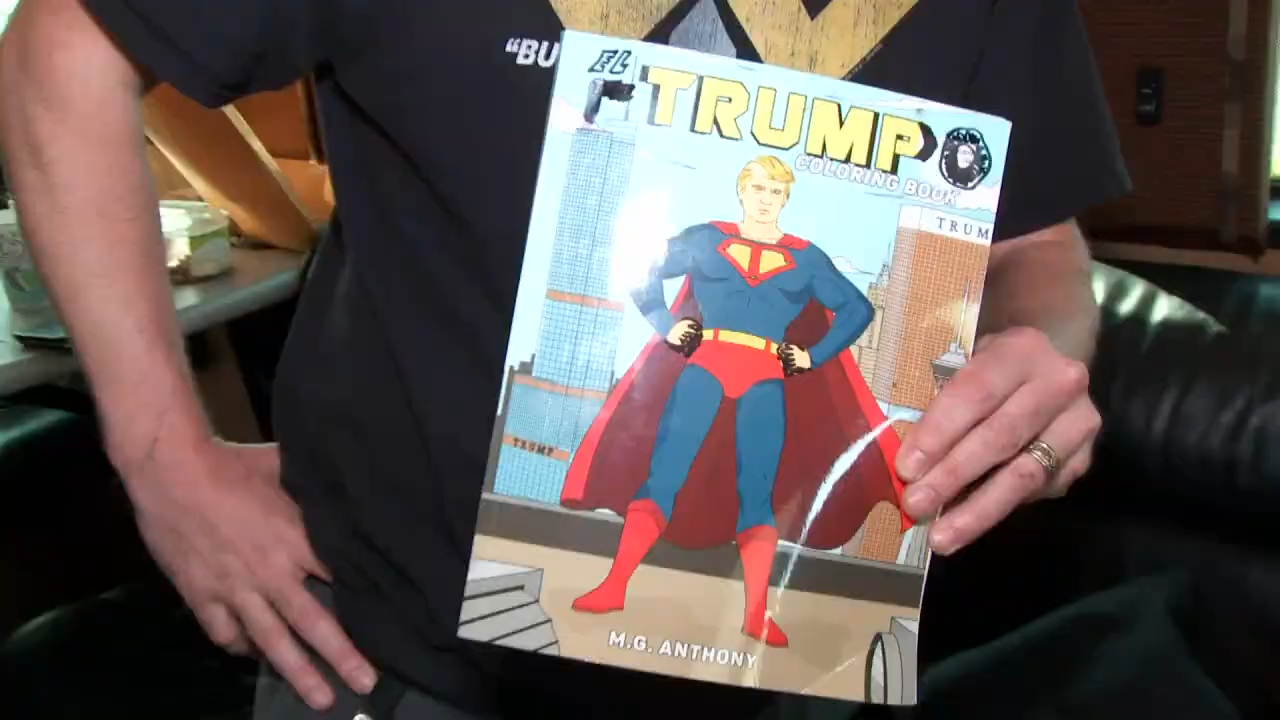 “BU
EL
TRUMP
COLORING BOOK
TRUM
TRUMP
M.G. ANTHONY